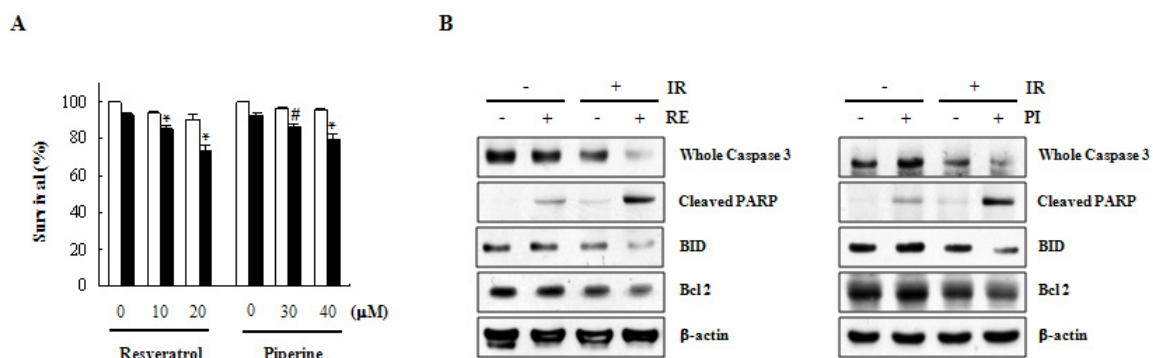 A
B
Survival (%)
100
80
60
40
20
0
* * # *
0 10 20 0 30 40 (μM)
Resveratrol Piperine
- + IR
- + - + RE
Whole Caspase 3
Cleaved PARP
BID
Bcl 2
β-actin
- + IR
- + - + PI
Whole Caspase 3
Cleaved PARP
BID
Bcl 2
β-actin